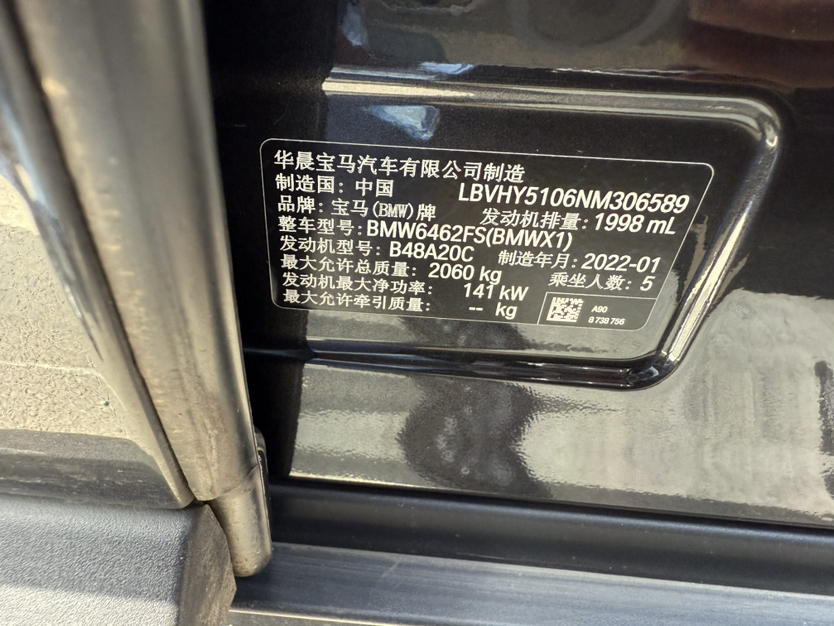 华晨宝马汽车有限公司制造
制造国：中国 LBVHY5106NM306589
品牌：宝马(BMW)牌 发动机排量：1998 mL
整车型号：BMW6462FS(BMWX1)
发动机型号：B48A20C 制造年月：2022-01
最大允许总质量：2060 kg 乘坐人数：5
发动机最大净功率：141 kW
最大允许牵引质量：-- kg
A90
8 738 756